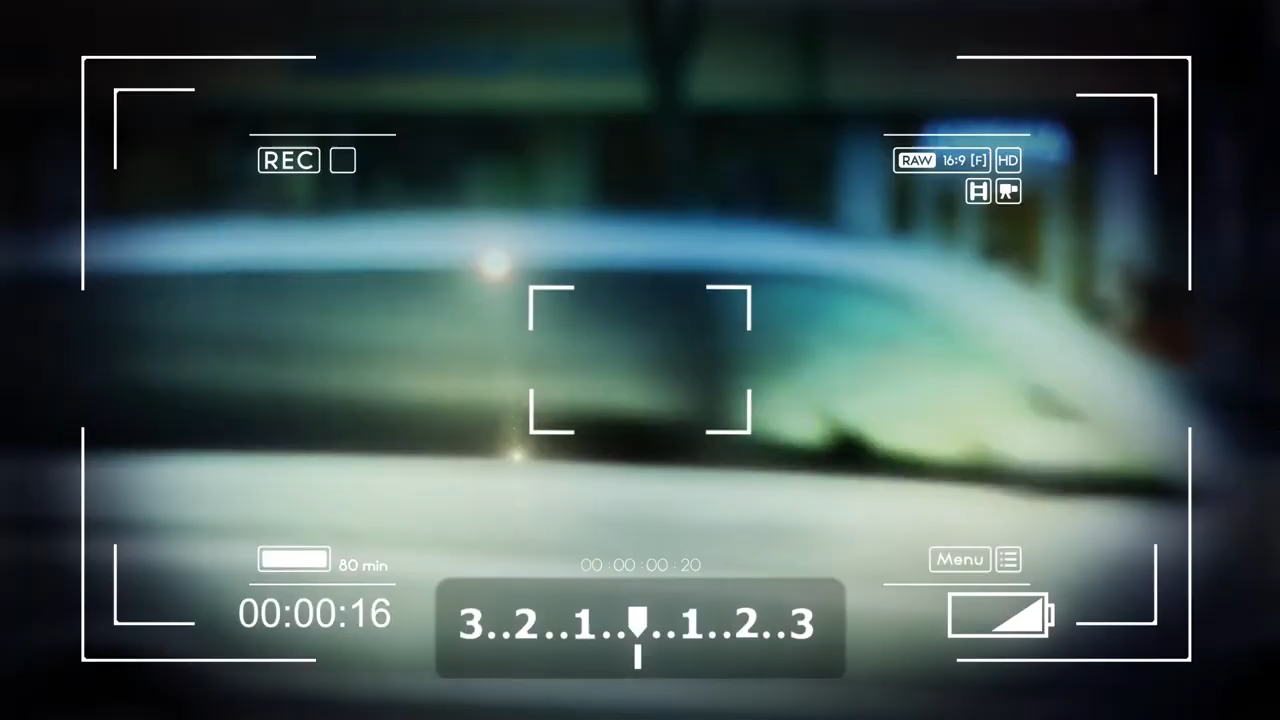 REC
RAW 16:9 [F] HD
80 min
00:00:00:20
Menu
00:00:16
3..2..1.. ..1..2..3